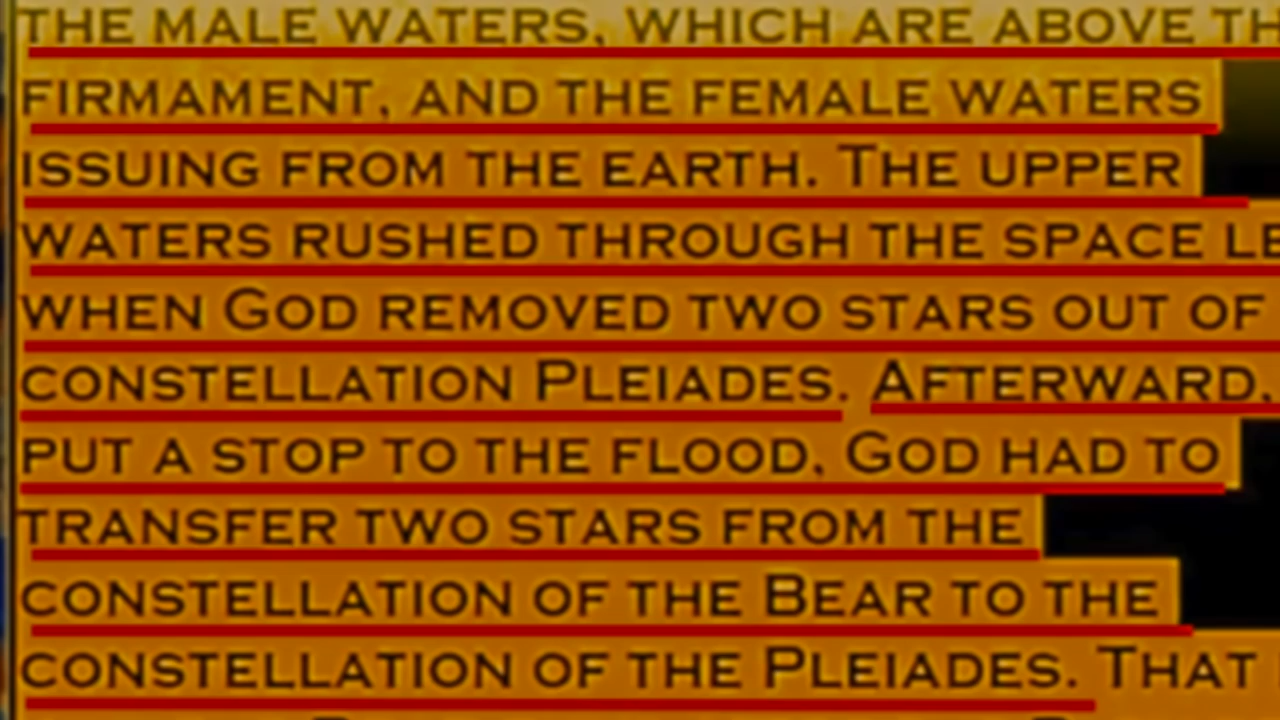 THE MALE WATERS, WHICH ARE ABOVE
FIRMAMENT, AND THE FEMALE WATERS
ISSUING FROM THE EARTH. THE UPPER
WATERS RUSHED THROUGH THE SPACE
WHEN GOD REMOVED TWO STARS OUT OF
CONSTELLATION PLEIADES. AFTERWARD,
PUT A STOP TO THE FLOOD, GOD HAD TO
TRANSFER TWO STARS FROM THE
CONSTELLATION OF THE BEAR TO THE
CONSTELLATION OF THE PLEIADES. THAT